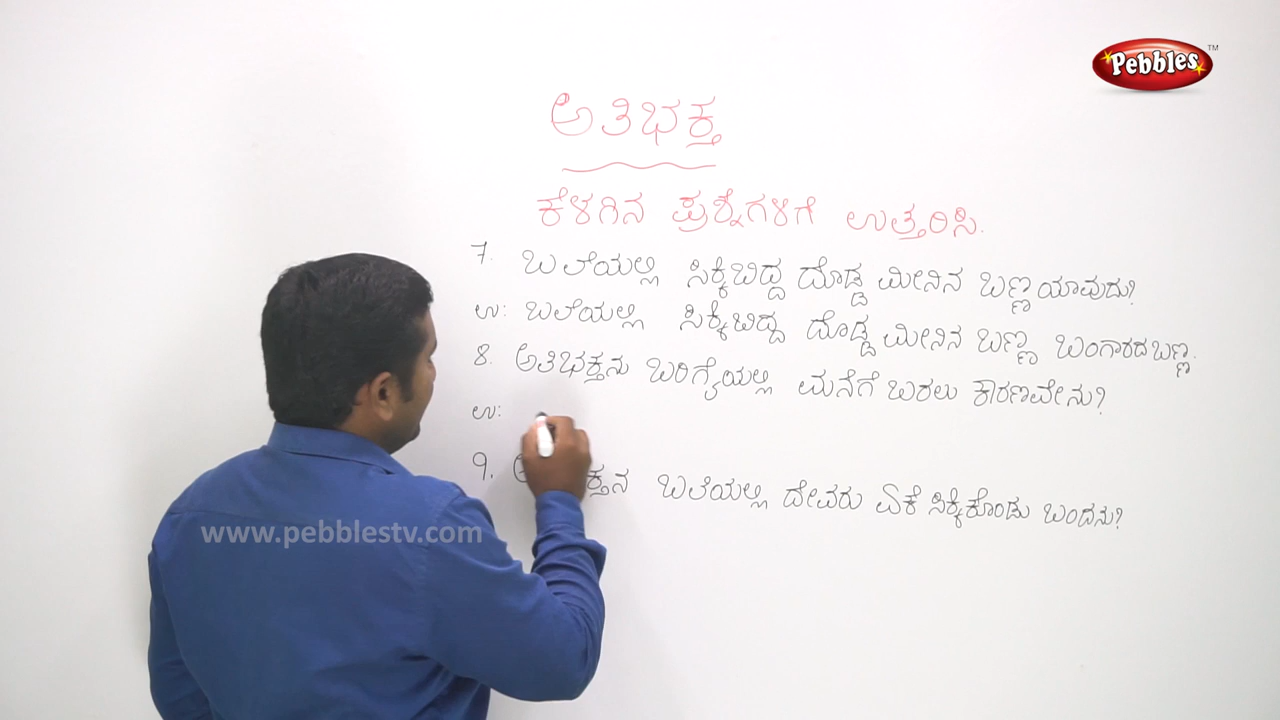 Pebbles TM
ಅತಿಭಕ್ತ
ಕೆಳಗಿನ ಪ್ರಶ್ನೆಗಳಿಗೆ ಉತ್ತರಿಸಿ.
7. ಬಲೆಯಲ್ಲಿ ಸಿಕ್ಕಿಬಿದ್ದ ದೊಡ್ಡ ಮೀನಿನ ಬಣ್ಣ ಯಾವುದು?
ಉ: ಬಲೆಯಲ್ಲಿ ಸಿಕ್ಕಿಬಿದ್ದ ದೊಡ್ಡ ಮೀನಿನ ಬಣ್ಣ ಬಂಗಾರದ ಬಣ್ಣ.
8. ಅತಿಭಕ್ತನು ಬರಿಗೈಯಲ್ಲಿ ಮನೆಗೆ ಬರಲು ಕಾರಣವೇನು?
ಉ:
9. ಬಲೆಯಲ್ಲಿ ದೇವರು ಏಕೆ ಸಿಕ್ಕಿಕೊಂಡು ಬಂದನು?
www.pebblestv.com